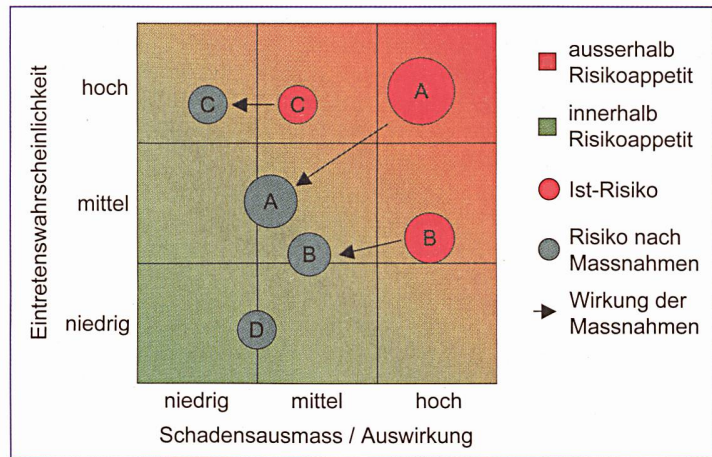 Eintretenswahrscheinlichkeit
hoch
mittel
niedrig
C
C
A
A
B
B
D
niedrig
mittel
hoch
Schadensausmass / Auswirkung
ausserhalb
Risikoappetit
innerhalb
Risikoappetit
Ist-Risiko
Risiko nach
Massnahmen
Wirkung der
Massnahmen